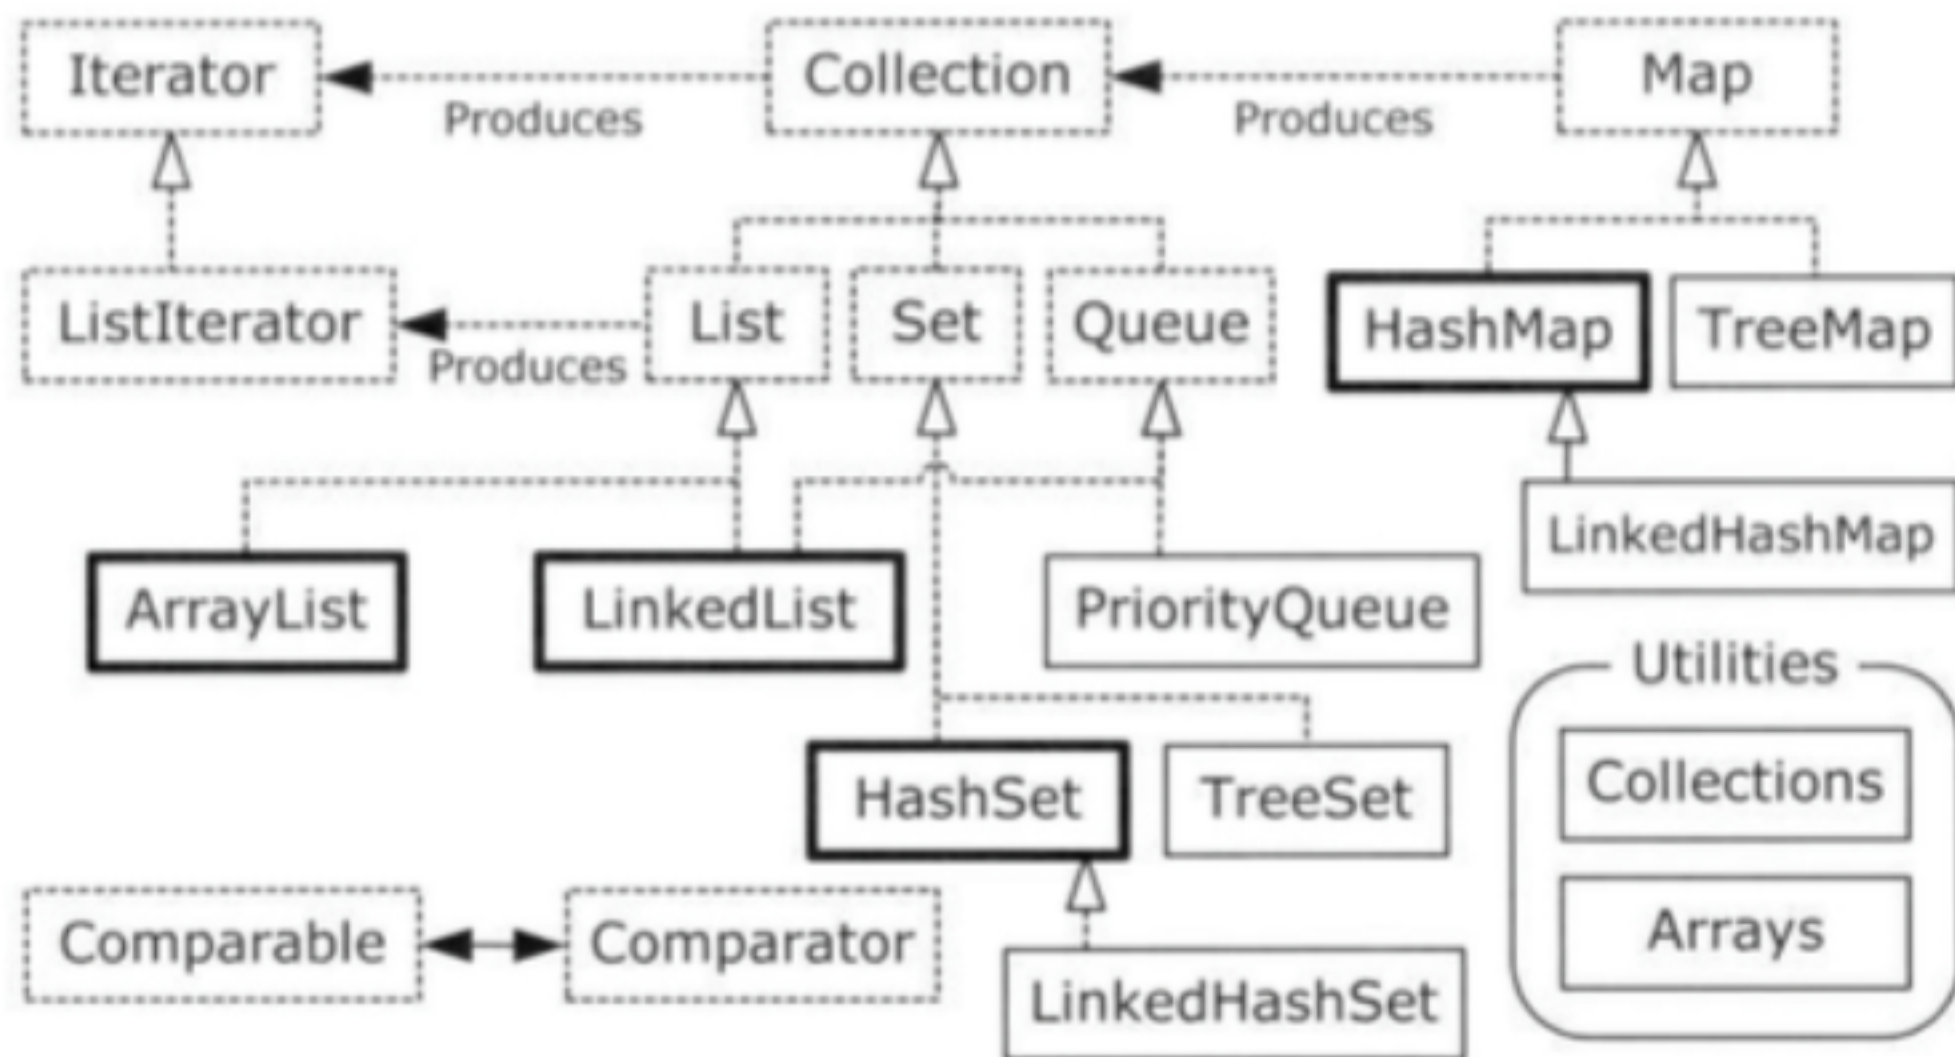 Iterator
Produces
Collection
Produces
Map
ListIterator
Produces
List
Set
Queue
HashMap
TreeMap
LinkedHashMap
ArrayList
LinkedList
PriorityQueue
Utilities
Collections
Arrays
HashSet
TreeSet
Comparable
Comparator
LinkedHashSet